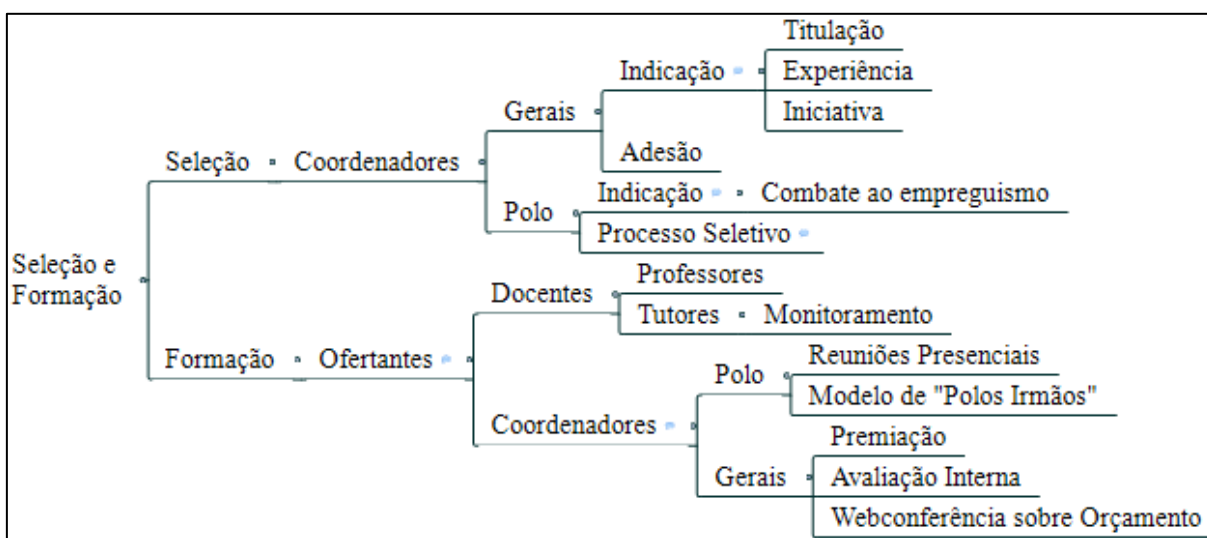 Titulação
Indicação
Experiência
Iniciativa
Gerais
Adesão
Seleção
Coordenadores
Indicação
Combate ao empreguismo
Polo
Processo Seletivo
Seleção e
Formação
Professores
Docentes
Tutores
Monitoramento
Formação
Ofertantes
Reuniões Presenciais
Polo
Modelo de "Polos Irmãos"
Coordenadores
Premiação
Gerais
Avaliação Interna
Webconferência sobre Orçamento